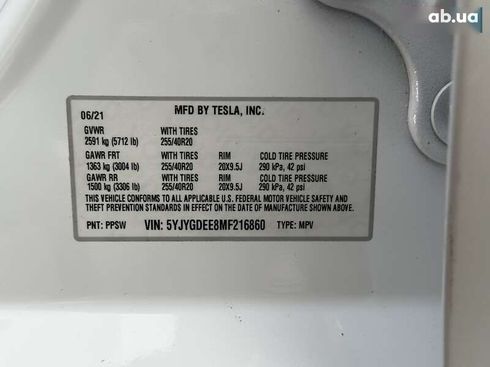 ab.ua
MFD BY TESLA, INC.
06/21
GVWR WITH TIRES
2591 kg (5712 lb) 255/40R20
GAWR FRT WITH TIRES RIM COLD TIRE PRESSURE
1363 kg (3004 lb) 255/40R20 20X9.5J 290 kPa, 42 psi
GAWR RR WITH TIRES RIM COLD TIRE PRESSURE
1500 kg (3306 lb) 255/40R20 20X9.5J 290 kPa, 42 psi
THIS VEHICLE CONFORMS TO ALL APPLICABLE U.S. FEDERAL MOTOR VEHICLE SAFETY AND
THEFT PREVENTION STANDARDS IN EFFECT ON THE DATE OF MANUFACTURE SHOWN ABOVE.
PNT: PPSW VIN: 5YJYGDEE8MF216860 TYPE: MPV